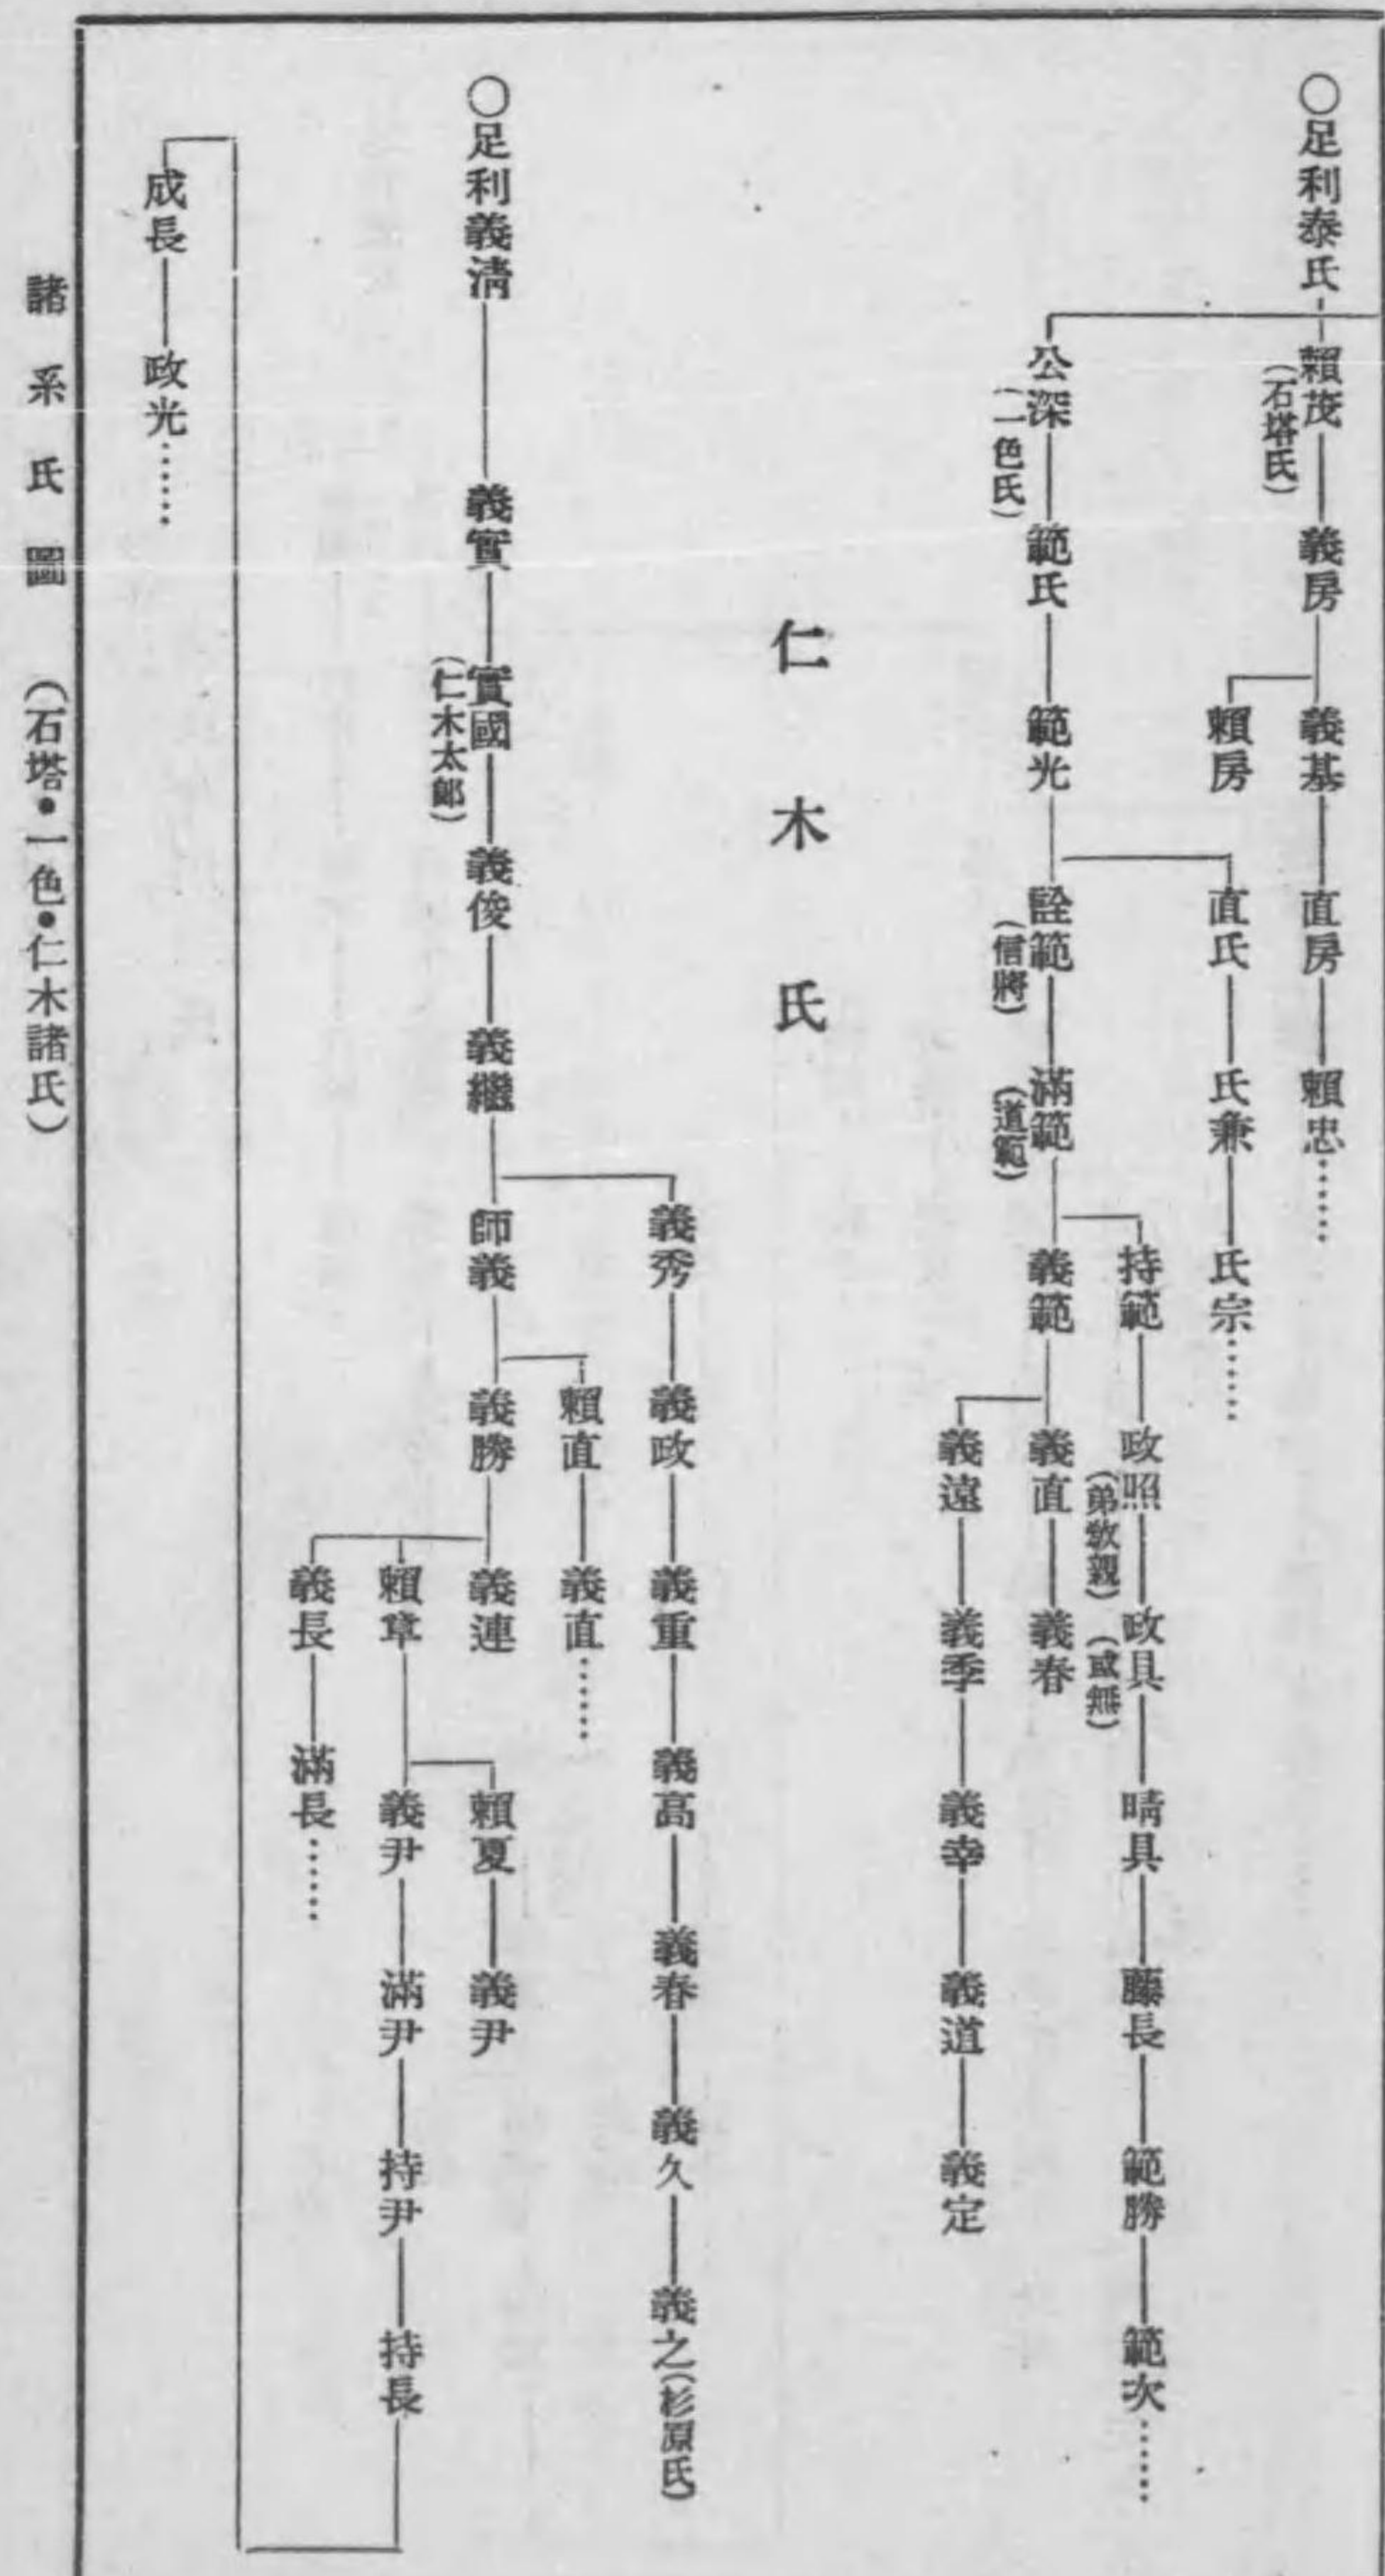 ○足利泰氏 賴茂(石塔氏) 義房 義基 直房 賴忠……
賴房
直氏 氏兼 氏宗……
公深(一色氏) 範氏 範光 詮範(信將) 滿範(道範) 義範 義直 義春
持範 政照(弟敎親) 政具(或無) 晴具 藤長 範勝 範次……
義遠 義季 義幸 義道 義定
仁木氏
義秀 義政 義重 義高 義春 義久 義之(杉原氏)
賴直 義直……
○足利義淸 義實 實國(仁木太郎) 義俊 義繼 師義 義勝 義連
賴夏 義尹
賴章 義尹 滿尹 持尹 持長
義長 滿長……
成長 政光……
諸系氏圖 (石塔●一色●仁木諸氏)